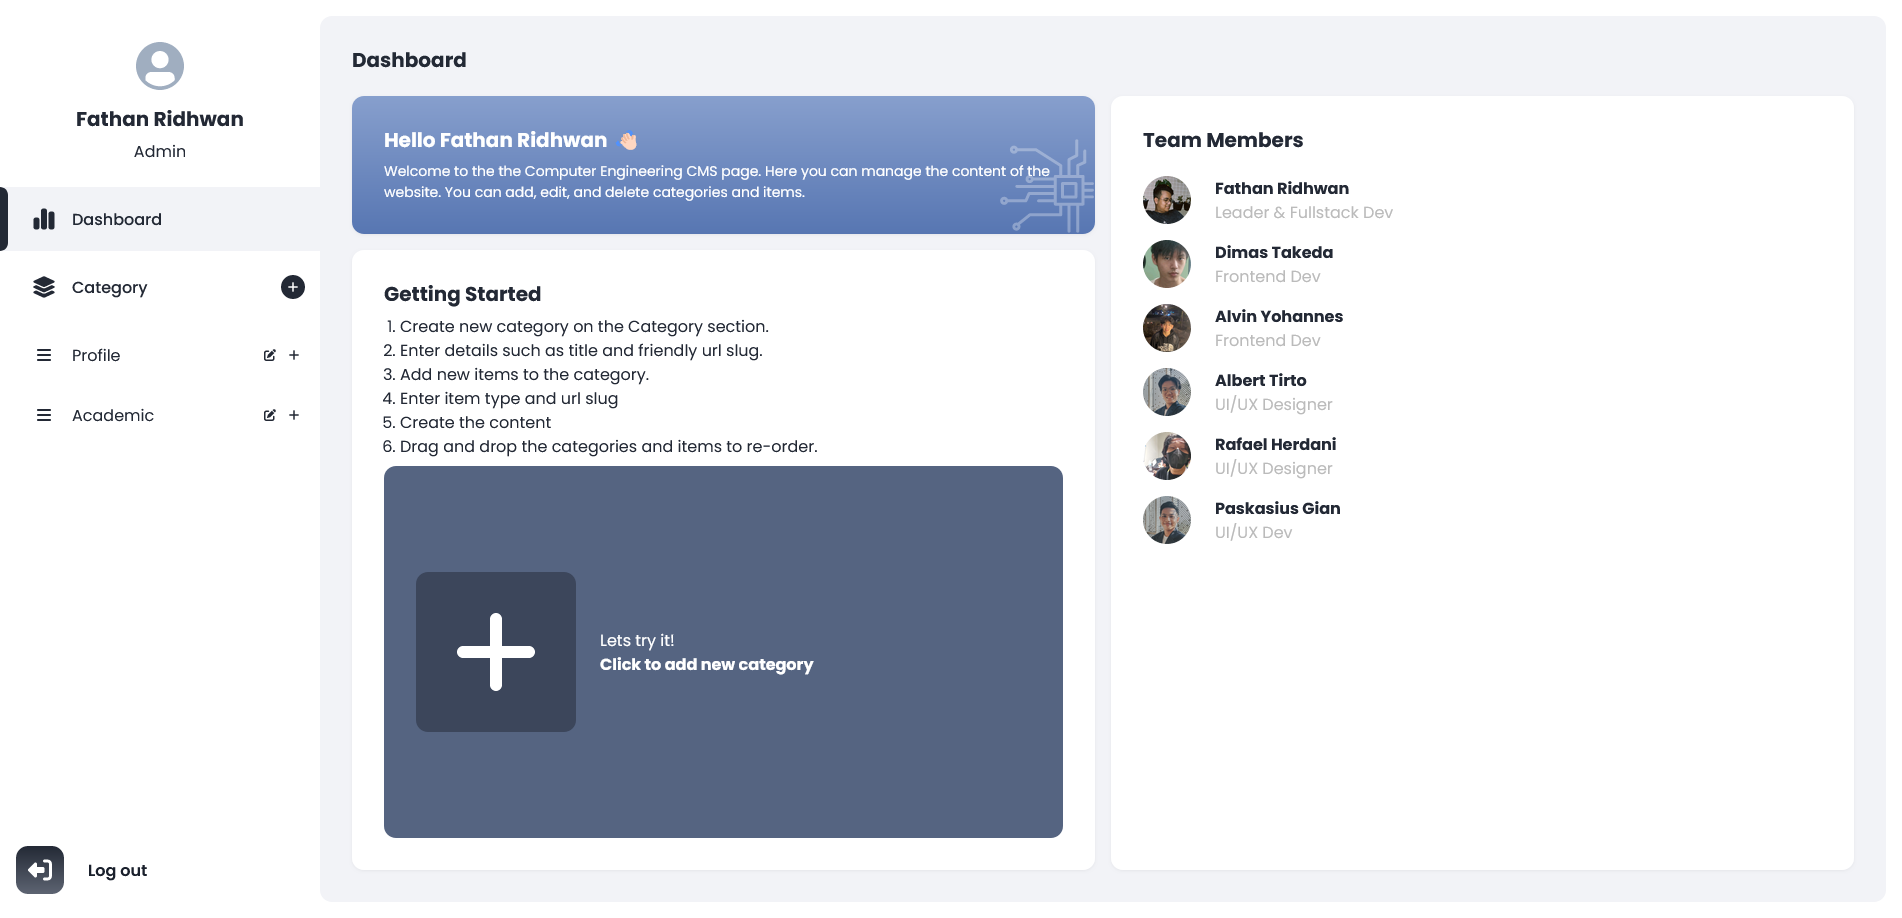 Fathan Ridhwan
Admin
Dashboard
Category
Profile
Academic
Log out
Dashboard
Hello Fathan Ridhwan 👋🏻
Welcome to the the Computer Engineering CMS page. Here you can manage the content of the
website. You can add, edit, and delete categories and items.
Getting Started
1. Create new category on the Category section.
2. Enter details such as title and friendly url slug.
3. Add new items to the category.
4. Enter item type and url slug
5. Create the content
6. Drag and drop the categories and items to re-order.
Lets try it!
Click to add new category
Team Members
Fathan Ridhwan
Leader & Fullstack Dev
Dimas Takeda
Frontend Dev
Alvin Yohannes
Frontend Dev
Albert Tirto
UI/UX Designer
Rafael Herdani
UI/UX Designer
Paskasius Gian
UI/UX Dev